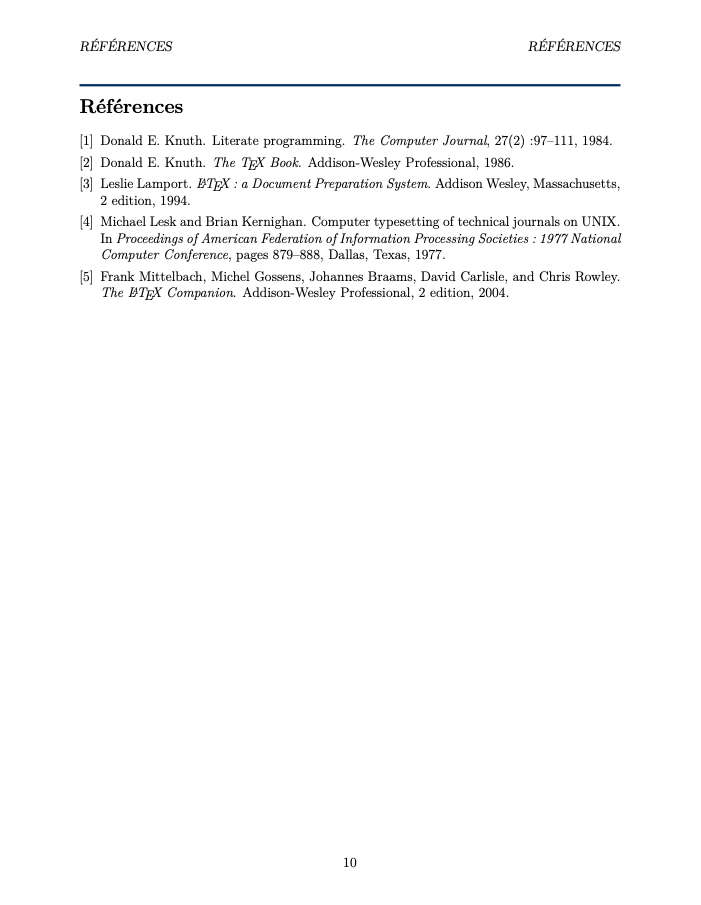 RÉFÉRENCES RÉFÉRENCES
Références
[1] Donald E. Knuth. Literate programming. The Computer Journal, 27(2) :97–111, 1984.
[2] Donald E. Knuth. The TEX Book. Addison-Wesley Professional, 1986.
[3] Leslie Lamport. LATEX : a Document Preparation System. Addison Wesley, Massachusetts,
2 edition, 1994.
[4] Michael Lesk and Brian Kernighan. Computer typesetting of technical journals on UNIX.
In Proceedings of American Federation of Information Processing Societies : 1977 National
Computer Conference, pages 879–888, Dallas, Texas, 1977.
[5] Frank Mittelbach, Michel Gossens, Johannes Braams, David Carlisle, and Chris Rowley.
The LATEX Companion. Addison-Wesley Professional, 2 edition, 2004.
10